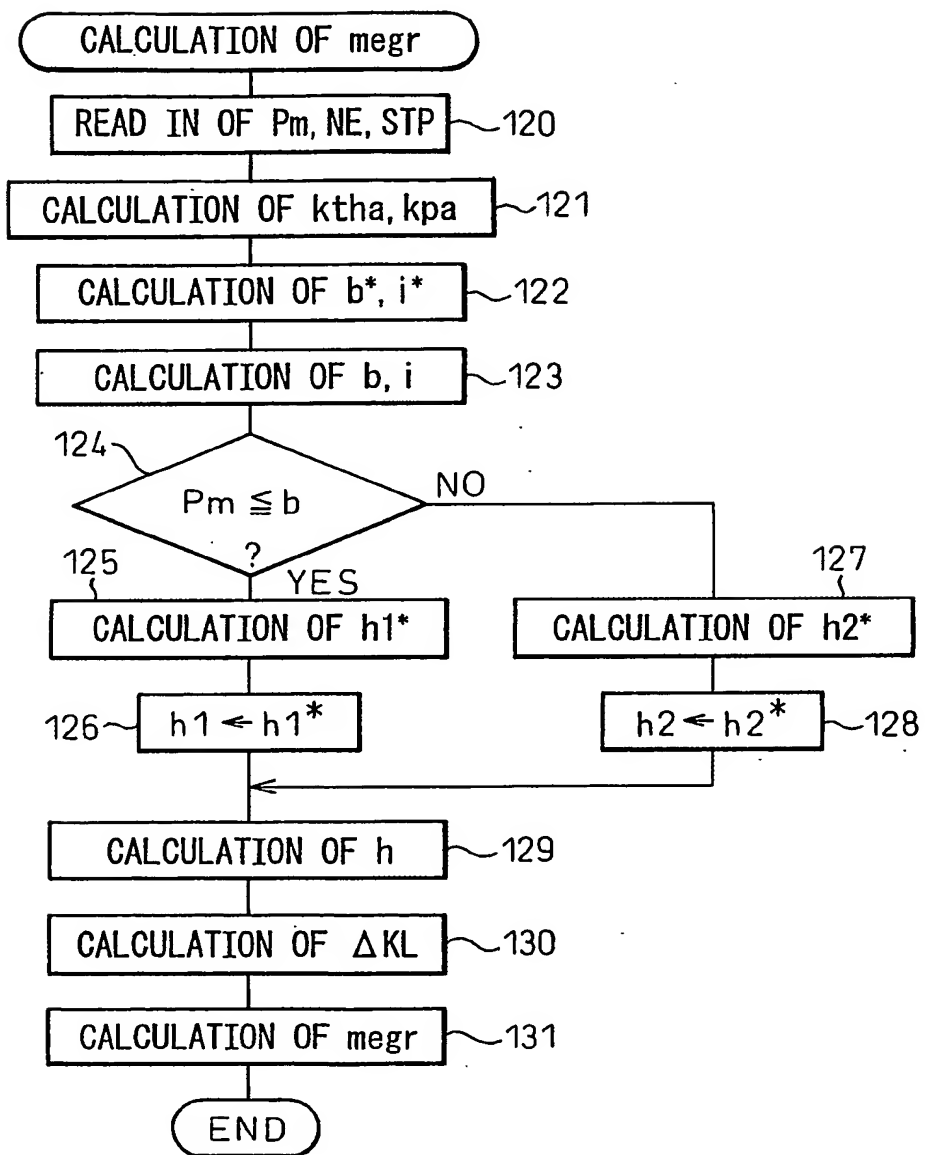 CALCULATION OF megr
READ IN OF Pm, NE, STP
120
CALCULATION OF ktha, kpa
121
CALCULATION OF b*, i*
122
CALCULATION OF b, i
123
124
Pm ≦ b
?
NO
YES
125
CALCULATION OF h1*
127
CALCULATION OF h2*
126
h1 ← h1*
h2 ← h2*
128
CALCULATION OF h
129
CALCULATION OF ΔKL
130
CALCULATION OF megr
131
END